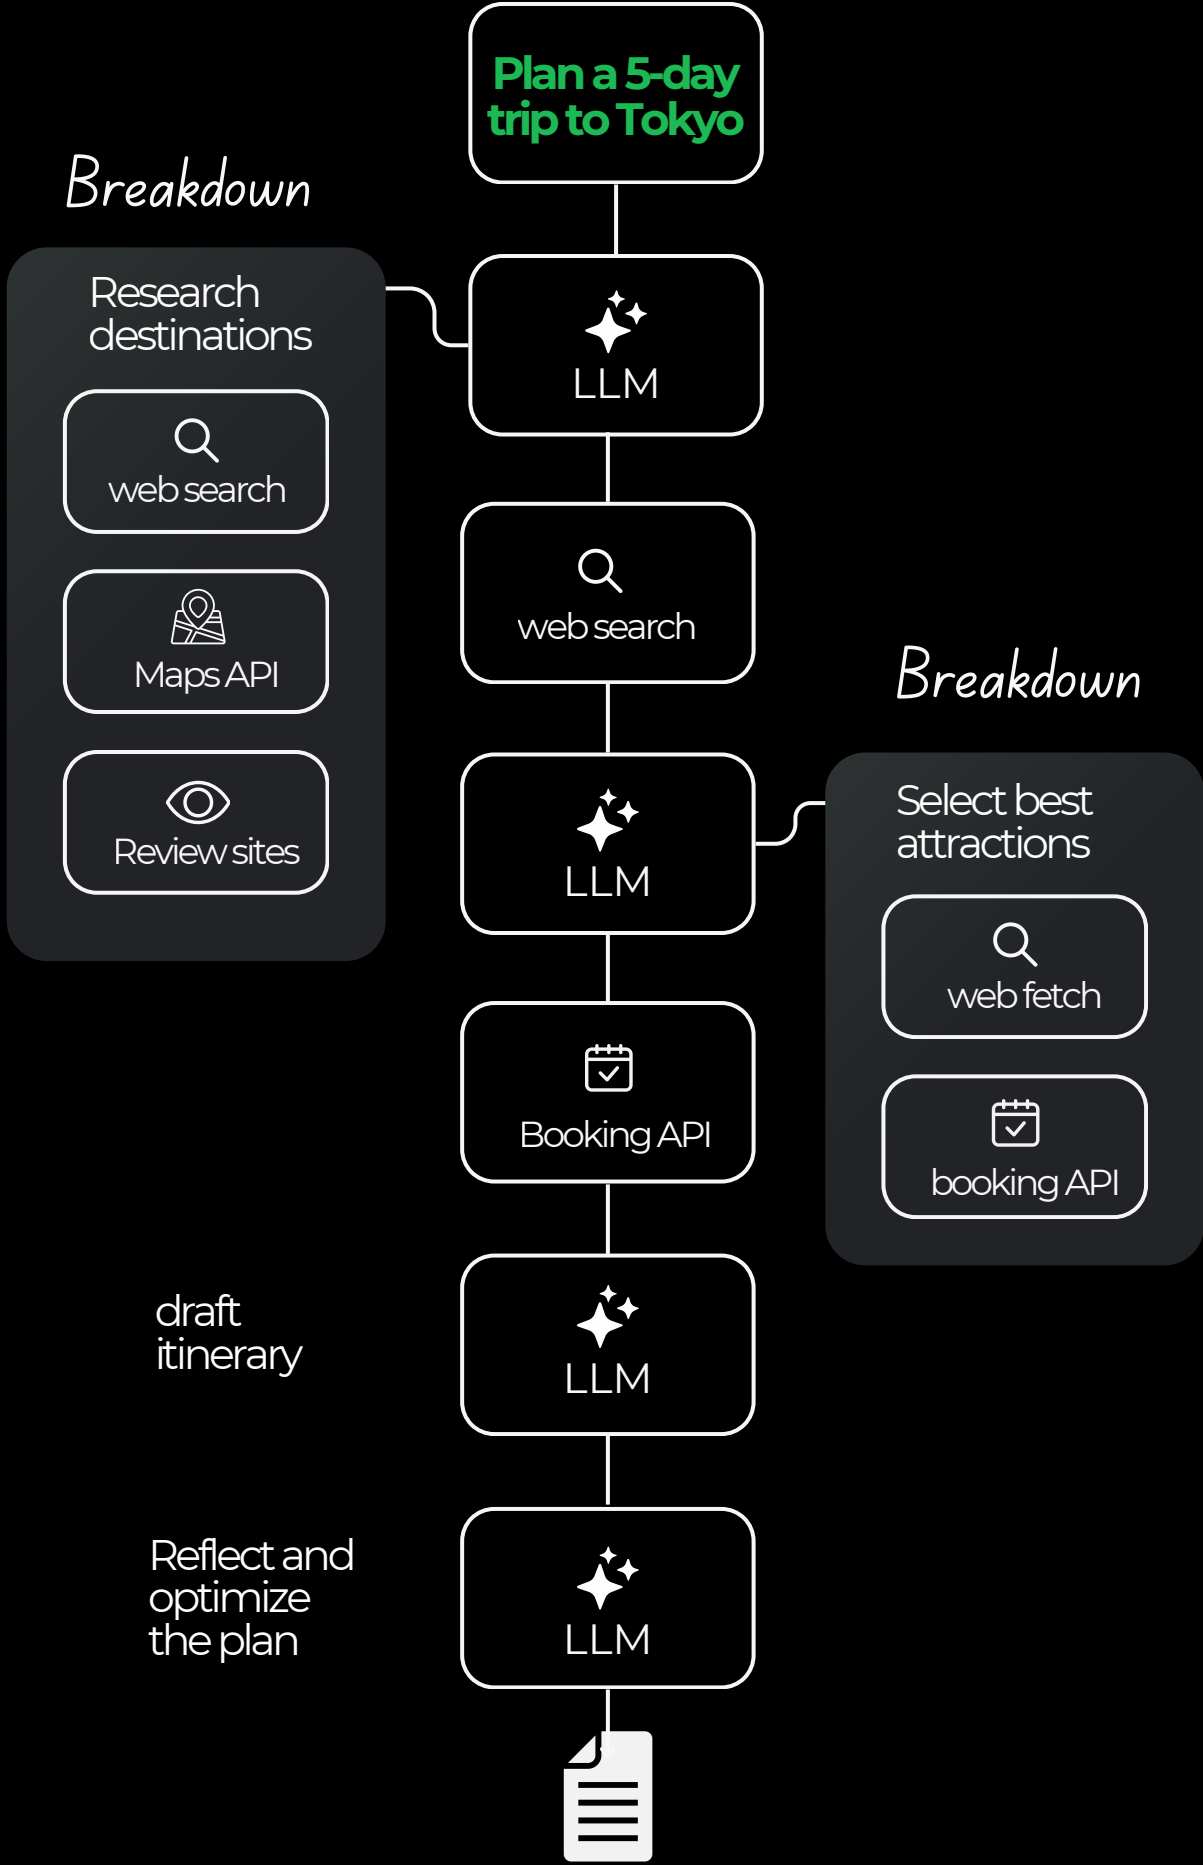 Plan a 5-day
trip to Tokyo
Breakdown
Research
destinations
web search
Maps API
Review sites
LLM
web search
LLM
Breakdown
Select best
attractions
web fetch
booking API
Booking API
draft
itinerary
LLM
Reflect and
optimize
the plan
LLM